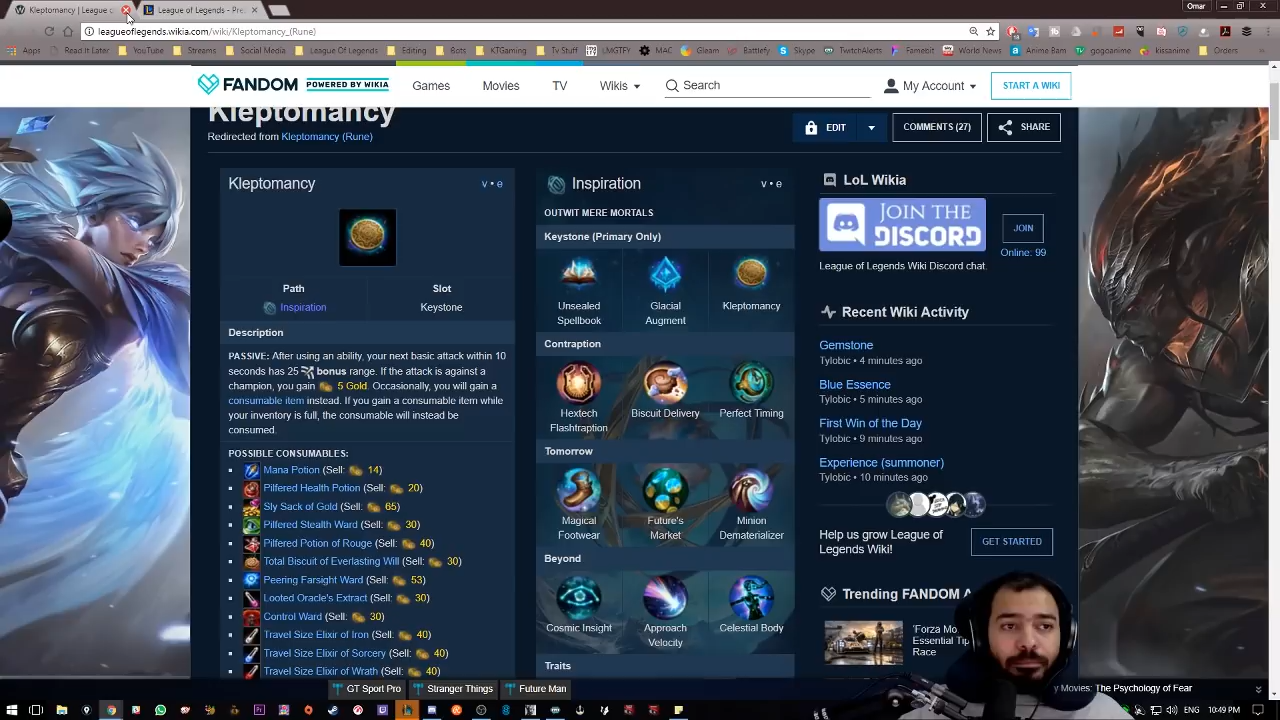 Kleptomancy | League o
League of Legends - Pre
Omar
leagueoflegends.wikia.com/wiki/Kleptomancy_(Rune)
Apps Read It Later YouTube Streams Social Media League Of Legends Editing Bots KTGaming Tv Stuff LMGTFY MAC Gleam Battlefy Skype TwitchAlerts Famebit World News Anime Bam gogoanime kissanime Orders
FANDOM POWERED BY WIKIA Games Movies TV Wikis Search My Account START A WIKI
Kleptomancy
Redirected from Kleptomancy (Rune)
EDIT COMMENTS (27) SHARE
Kleptomancy v • e
Path Slot
Inspiration Keystone
Description
PASSIVE: After using an ability, your next basic attack within 10
seconds has 25 bonus range. If the attack is against a
champion, you gain 5 Gold. Occasionally, you will gain a
consumable item instead. If you gain a consumable item while
your inventory is full, the consumable will instead be
consumed.
POSSIBLE CONSUMABLES:
Mana Potion (Sell: 14)
Pilfered Health Potion (Sell: 20)
Sly Sack of Gold (Sell: 65)
Pilfered Stealth Ward (Sell: 30)
Pilfered Potion of Rouge (Sell: 40)
Total Biscuit of Everlasting Will (Sell: 30)
Peering Farsight Ward (Sell: 53)
Looted Oracle's Extract (Sell: 30)
Control Ward (Sell: 30)
Travel Size Elixir of Iron (Sell: 40)
Travel Size Elixir of Sorcery (Sell: 40)
Travel Size Elixir of Wrath (Sell: 40)
Inspiration v • e
OUTWIT MERE MORTALS
Keystone (Primary Only)
Unsealed Spellbook
Glacial Augment
Kleptomancy
Contraption
Hextech Flashtraption
Biscuit Delivery
Perfect Timing
Tomorrow
Magical Footwear
Future's Market
Minion Dematerializer
Beyond
Cosmic Insight
Approach Velocity
Celestial Body
Traits
LoL Wikia
JOIN THE
DISCORD
JOIN
Online: 99
League of Legends Wiki Discord chat.
Recent Wiki Activity
Gemstone
Tylobic • 4 minutes ago
Blue Essence
Tylobic • 5 minutes ago
First Win of the Day
Tylobic • 9 minutes ago
Experience (summoner)
Tylobic • 10 minutes ago
Help us grow League of
Legends Wiki!
GET STARTED
Trending FANDOM A
'Forza Mo
Essential Tip
Race
GT Sport Pro Stranger Things Future Man
y Movies: The Psychology of Fear
10:49 PM